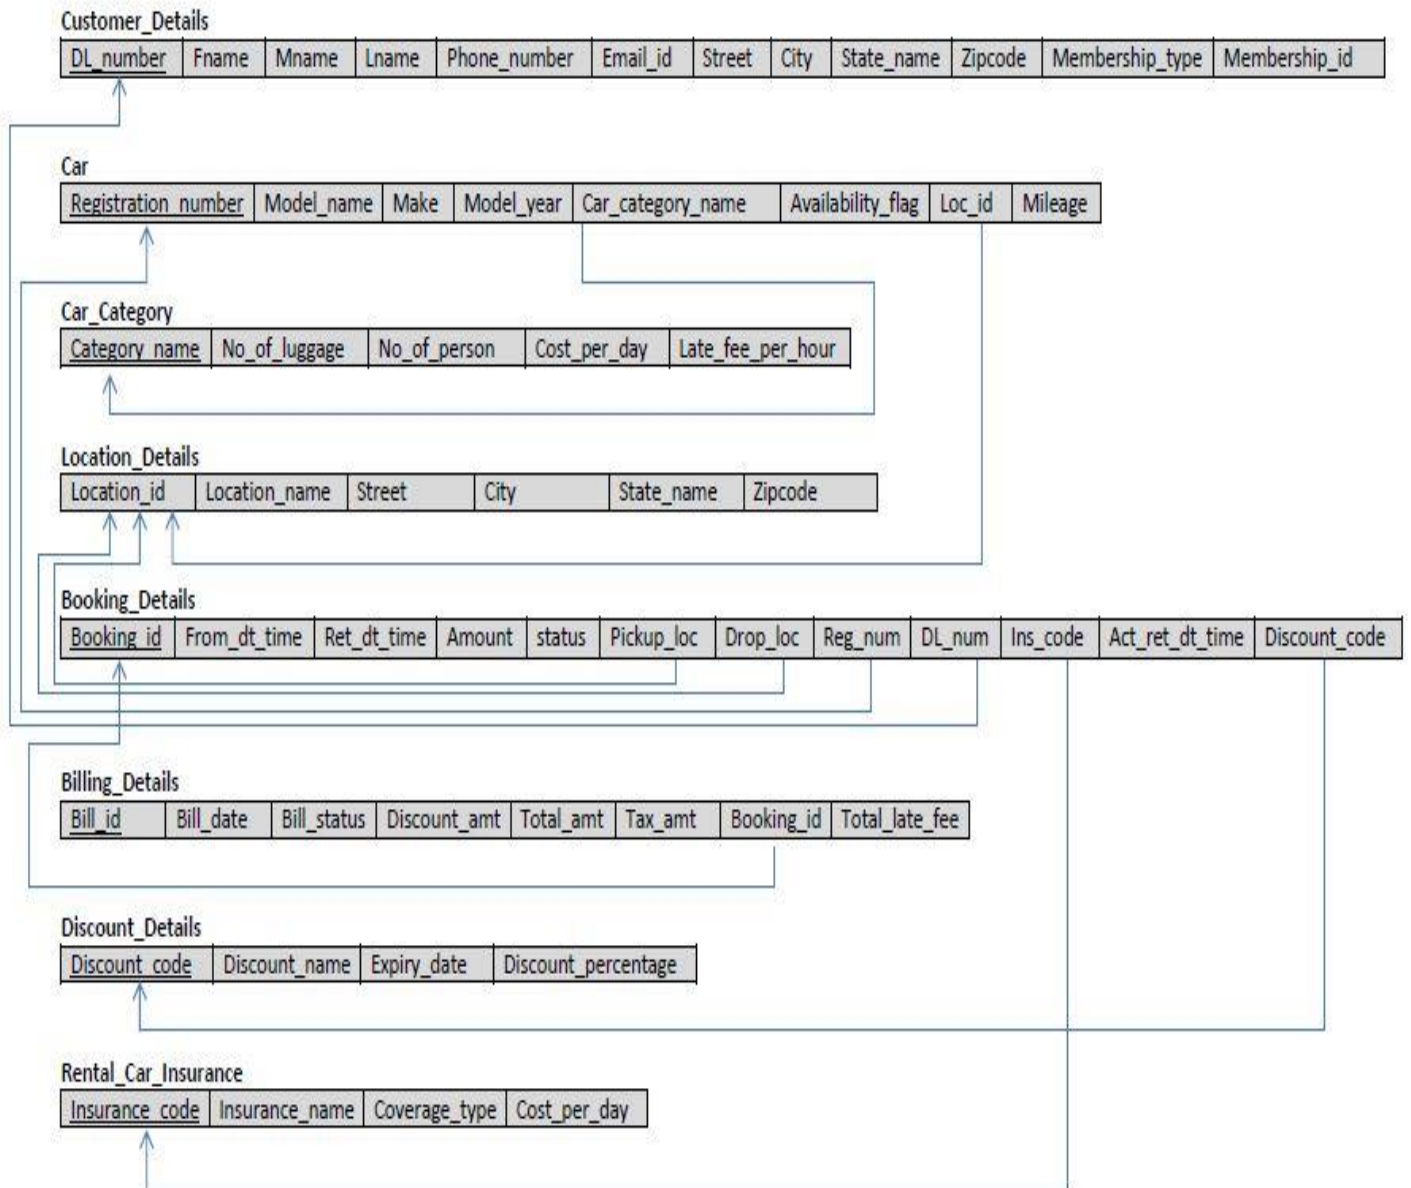 Customer_Details
DL_number Fname Mname Lname Phone_number Email_id Street City State_name Zipcode Membership_type Membership_id
Car
Registration_number Model_name Make Model_year Car_category_name Availability_flag Loc_id Mileage
Car_Category
Category_name No_of_luggage No_of_person Cost_per_day Late_fee_per_hour
Location_Details
Location_id Location_name Street City State_name Zipcode
Booking_Details
Booking_id From_dt_time Ret_dt_time Amount status Pickup_loc Drop_loc Reg_num DL_num Ins_code Act_ret_dt_time Discount_code
Billing_Details
Bill_id Bill_date Bill_status Discount_amt Total_amt Tax_amt Booking_id Total_late_fee
Discount_Details
Discount_code Discount_name Expiry_date Discount_percentage
Rental_Car_Insurance
Insurance_code Insurance_name Coverage_type Cost_per_day